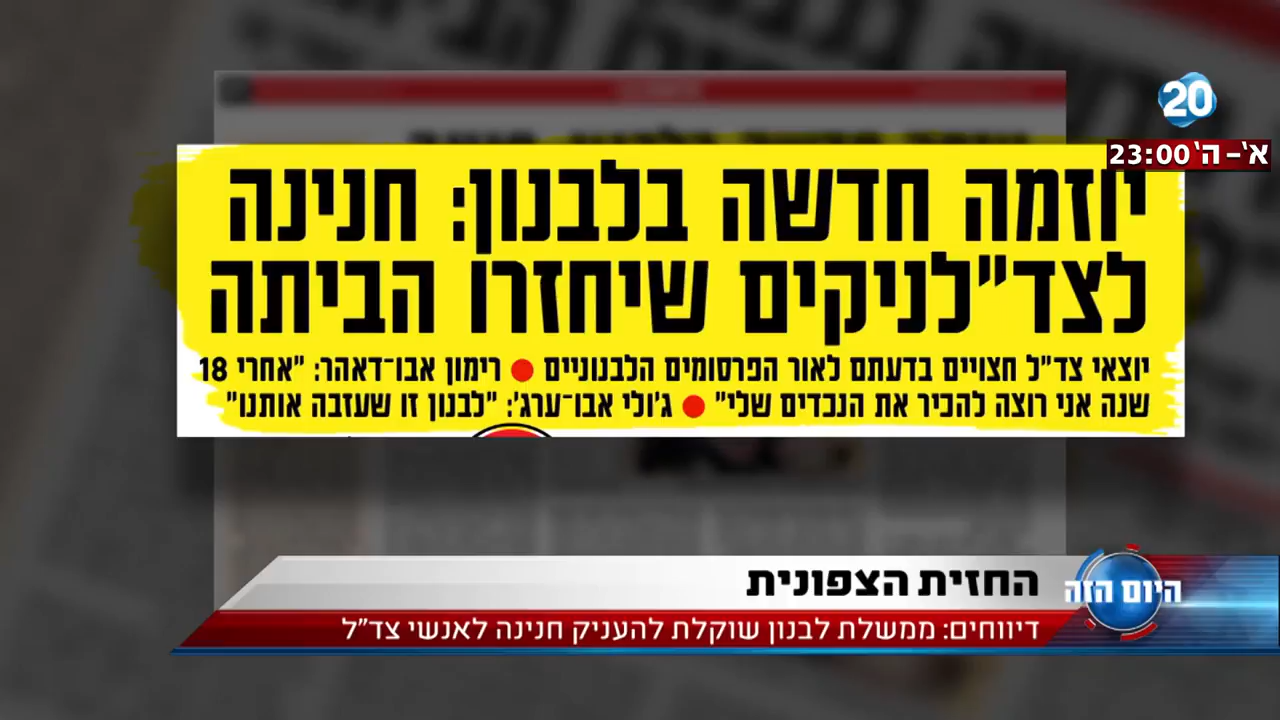 20
א'-ה' 23:00
יוזמה חדשה בלבנון: חנינה
לצד"לניקים שיחזרו הביתה
יוצאי צד"ל חצויים בדעתם לאור הפרסומים הלבנוניים ● רימון אבו־דאהר: "אחרי 18
שנה אני רוצה להכיר את הנכדים שלי" ● ג'ולי אבו־ערג': "לבנון זו שעזבה אותנו"
היום הזה
החזית הצפונית
דיווחים: ממשלת לבנון שוקלת להעניק חנינה לאנשי צד"ל